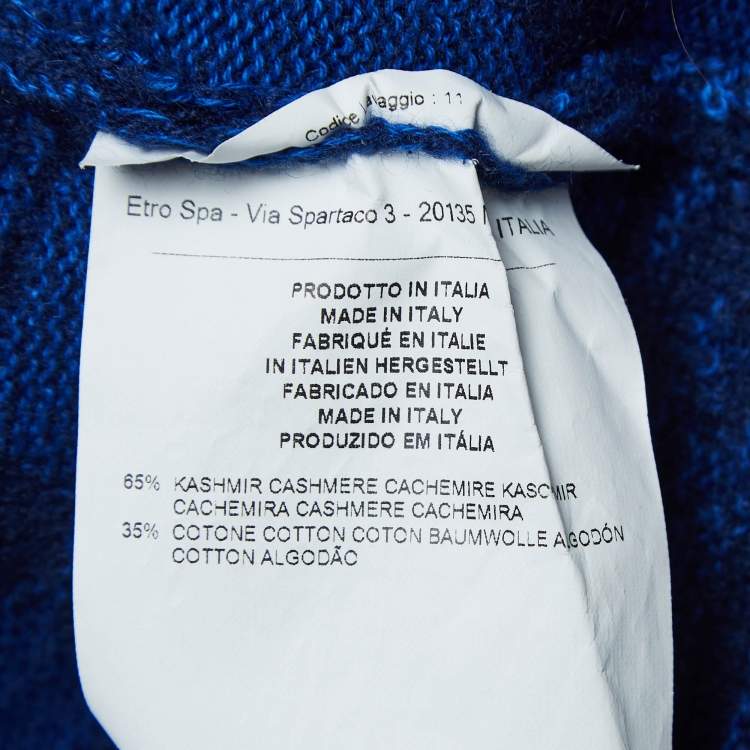 Codice Lavaggio : 11
Etro Spa - Via Spartaco 3 - 20135 / ITALIA
PRODOTTO IN ITALIA
MADE IN ITALY
FABRIQUÉ EN ITALIE
IN ITALIEN HERGESTELLT
FABRICADO EN ITALIA
MADE IN ITALY
PRODUZIDO EM ITÁLIA
65% KASHMIR CASHMERE CACHEMIRE KASCMIR
CACHEMIRA CASHMERE CACHEMIRA
35% COTONE COTTON COTON BAUMWOLLE ALGODÓN
COTTON ALGODÃO